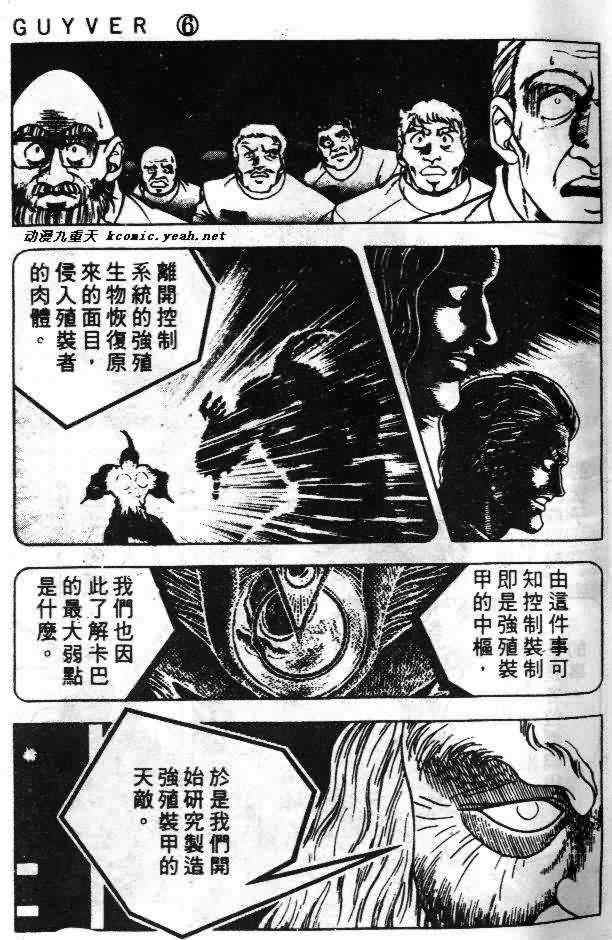 GUYVER ⑥
动漫九重天 kcomic.yeah.net
離開控制
系統的強殖
生物恢復原
來的面目，
侵入殖裝者
的肉體。
由這件事可
知控制裝制
即是強殖裝
甲的中樞，
我們也因
此了解卡巴
的最大弱點
是什麼。
於是我們開
始研究製造
強殖裝甲的
天敵。